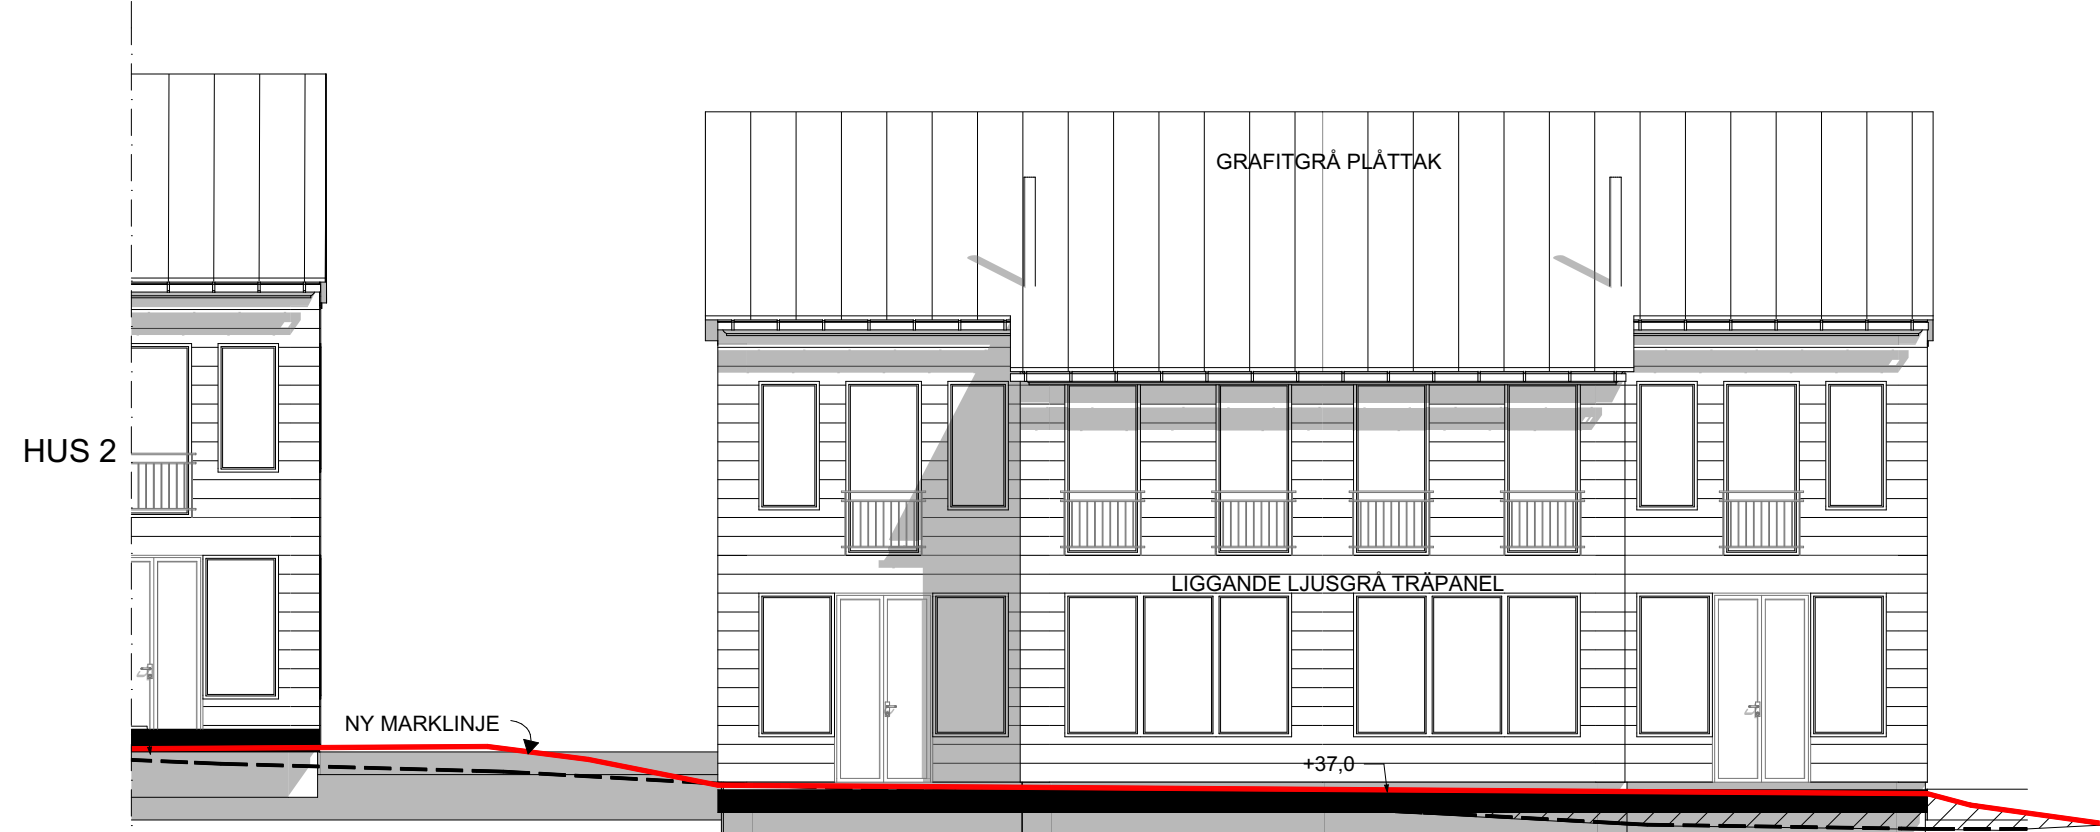 GRAFITGRÅ PLÅTTAK
HUS 2
LIGGANDE LJUSGRÅ TRÄPANEL
NY MARKLINJE
+37,0